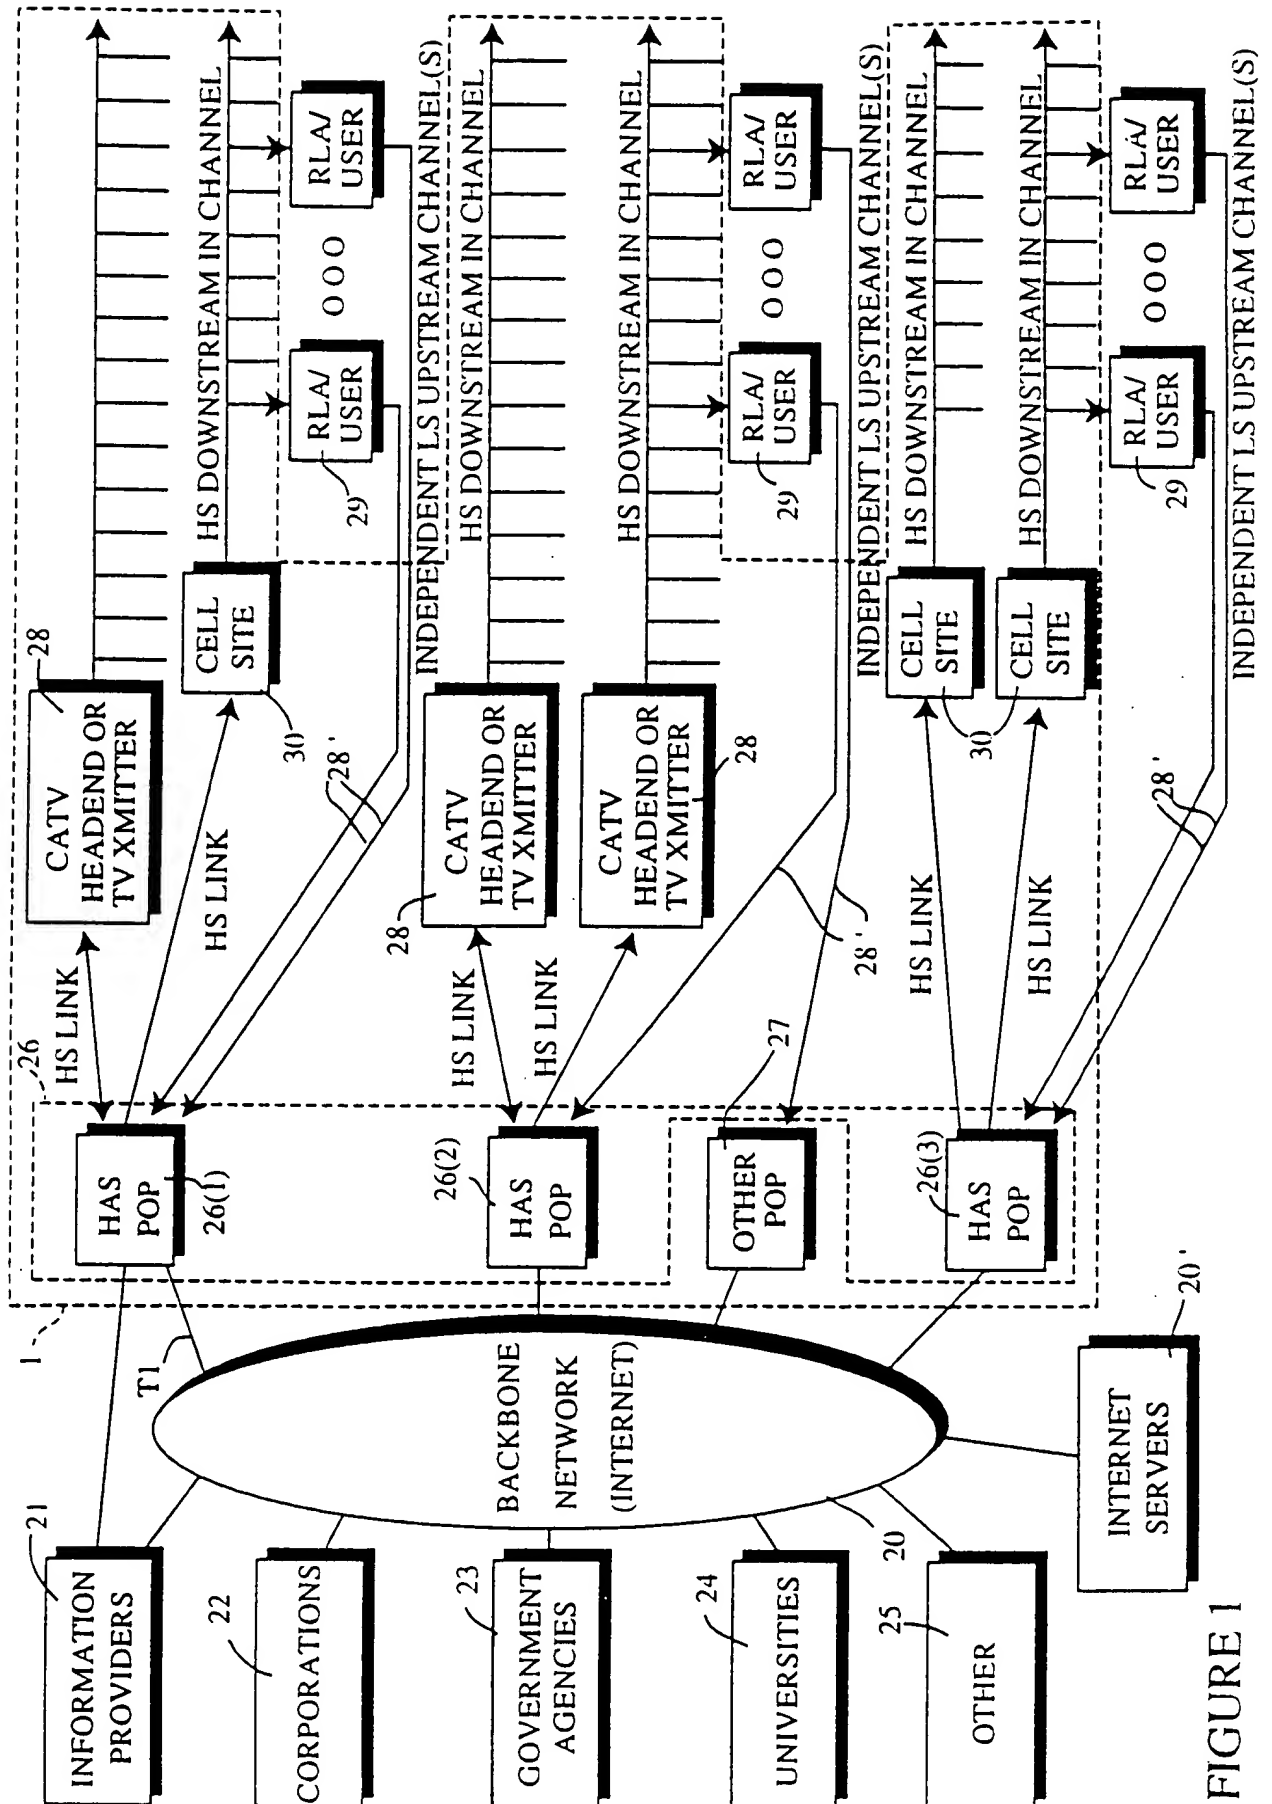 INFORMATION
PROVIDERS
21
CORPORATIONS
22
GOVERNMENT
AGENCIES
23
UNIVERSITIES
24
OTHER
25
BACKBONE
NETWORK
(INTERNET)
20
INTERNET
SERVERS
20'
T1
1
26
HAS
POP
26(1)
HAS
POP
26(2)
OTHER
POP
27
HAS
POP
26(3)
HS LINK
HS LINK
HS LINK
HS LINK
HS LINK
HS LINK
CATV
HEADEND OR
TV XMITTER
28
CELL
SITE
30
28'
CATV
HEADEND OR
TV XMITTER
28
CATV
HEADEND OR
TV XMITTER
28
28'
CELL
SITE
CELL
SITE
30
28'
HS DOWNSTREAM IN CHANNEL
RLA/
USER
29
OOO
RLA/
USER
INDEPENDENT LS UPSTREAM CHANNEL(S)
HS DOWNSTREAM IN CHANNEL
HS DOWNSTREAM IN CHANNEL
RLA/
USER
29
OOO
RLA/
USER
INDEPENDENT LS UPSTREAM CHANNEL(S)
HS DOWNSTREAM IN CHANNEL
HS DOWNSTREAM IN CHANNEL
RLA/
USER
29
OOO
RLA/
USER
INDEPENDENT LS UPSTREAM CHANNEL(S)
FIGURE 1